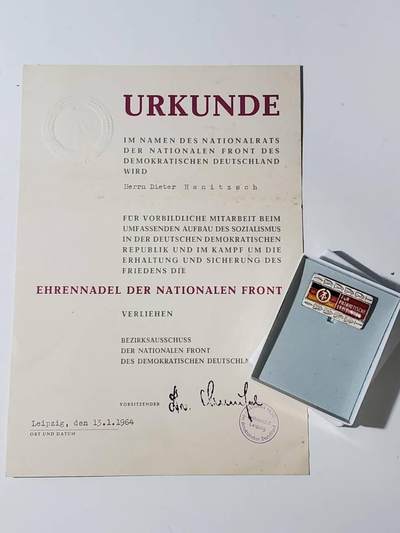 URKUNDE
IM NAMEN DES NATIONALRATS
DER NATIONALEN FRONT DES
DEMOKRATISCHEN DEUTSCHLAND
WIRD
Herrn Dieter Hanitzsch
FÜR VORBILDLICHE MITARBEIT BEIM
UMFASSENDEN AUFBAU DES SOZIALISMUS
IN DER DEUTSCHEN DEMOKRATISCHEN
REPUBLIK UND IM KAMPF UM DIE
ERHALTUNG UND SICHERUNG DES
FRIEDENS DIE
EHRENNADEL DER NATIONALEN FRONT
VERLIEHEN
BEZIRKSAUSSCHUSS
DER NATIONALEN FRONT
DES DEMOKRATISCHEN DEUTSCHL
VORSITZENDER
Leipzig, den 13.1.1964
ORT UND DATUM